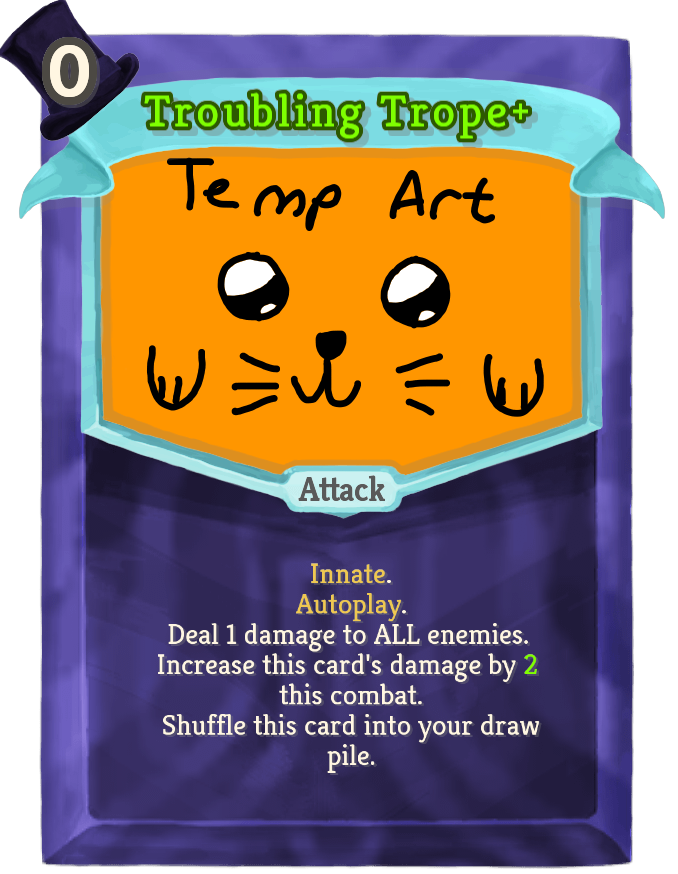 0
Troubling Trope+
Temp Art
Attack
Innate.
Autoplay.
Deal 1 damage to ALL enemies.
Increase this card's damage by 2
this combat.
Shuffle this card into your draw
pile.